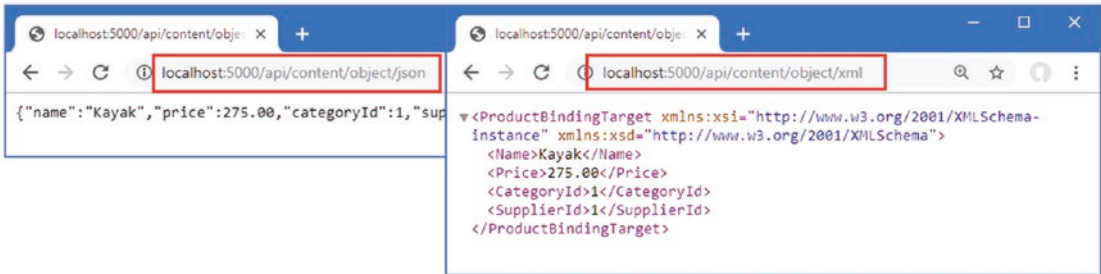 localhost:5000/api/content/obje
localhost:5000/api/content/object/json
{"name":"Kayak","price":275.00,"categoryId":1,"sup
localhost:5000/api/content/obje
localhost:5000/api/content/object/xml
<ProductBindingTarget xmlns:xsi="http://www.w3.org/2001/XMLSchema-
instance" xmlns:xsd="http://www.w3.org/2001/XMLSchema">
<Name>Kayak</Name>
<Price>275.00</Price>
<CategoryId>1</CategoryId>
<SupplierId>1</SupplierId>
</ProductBindingTarget>